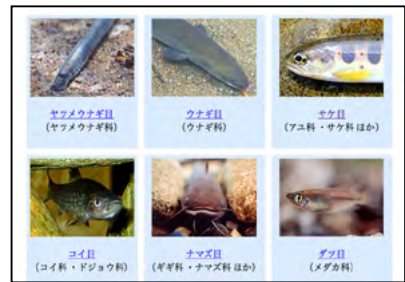 ヤツメウナギ目
(ヤツメウナギ科)
ウナギ目
(ウナギ科)
サケ目
(アユ科・サケ科 ほか)
コイ目
(コイ科・ドジョウ科)
ナマズ目
(ギギ科・ナマズ科 ほか)
ダツ目
(メダカ科)